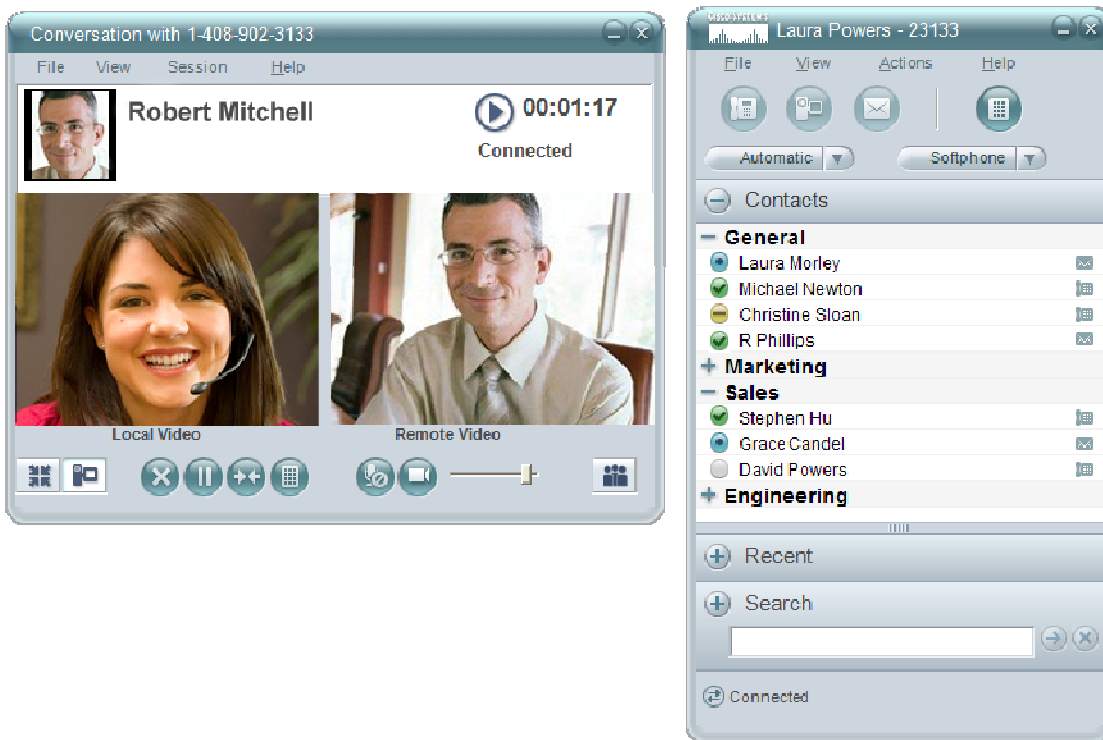 Conversation with 1-408-902-3133
File View Session Help
Robert Mitchell
00:01:17
Connected
Local Video
Remote Video
CISCO SYSTEMS
Laura Powers - 23133
File View Actions Help
Automatic
Softphone
Contacts
General
Laura Morley
Michael Newton
Christine Sloan
R Phillips
Marketing
Sales
Stephen Hu
Grace Candel
David Powers
Engineering
Recent
Search
Connected